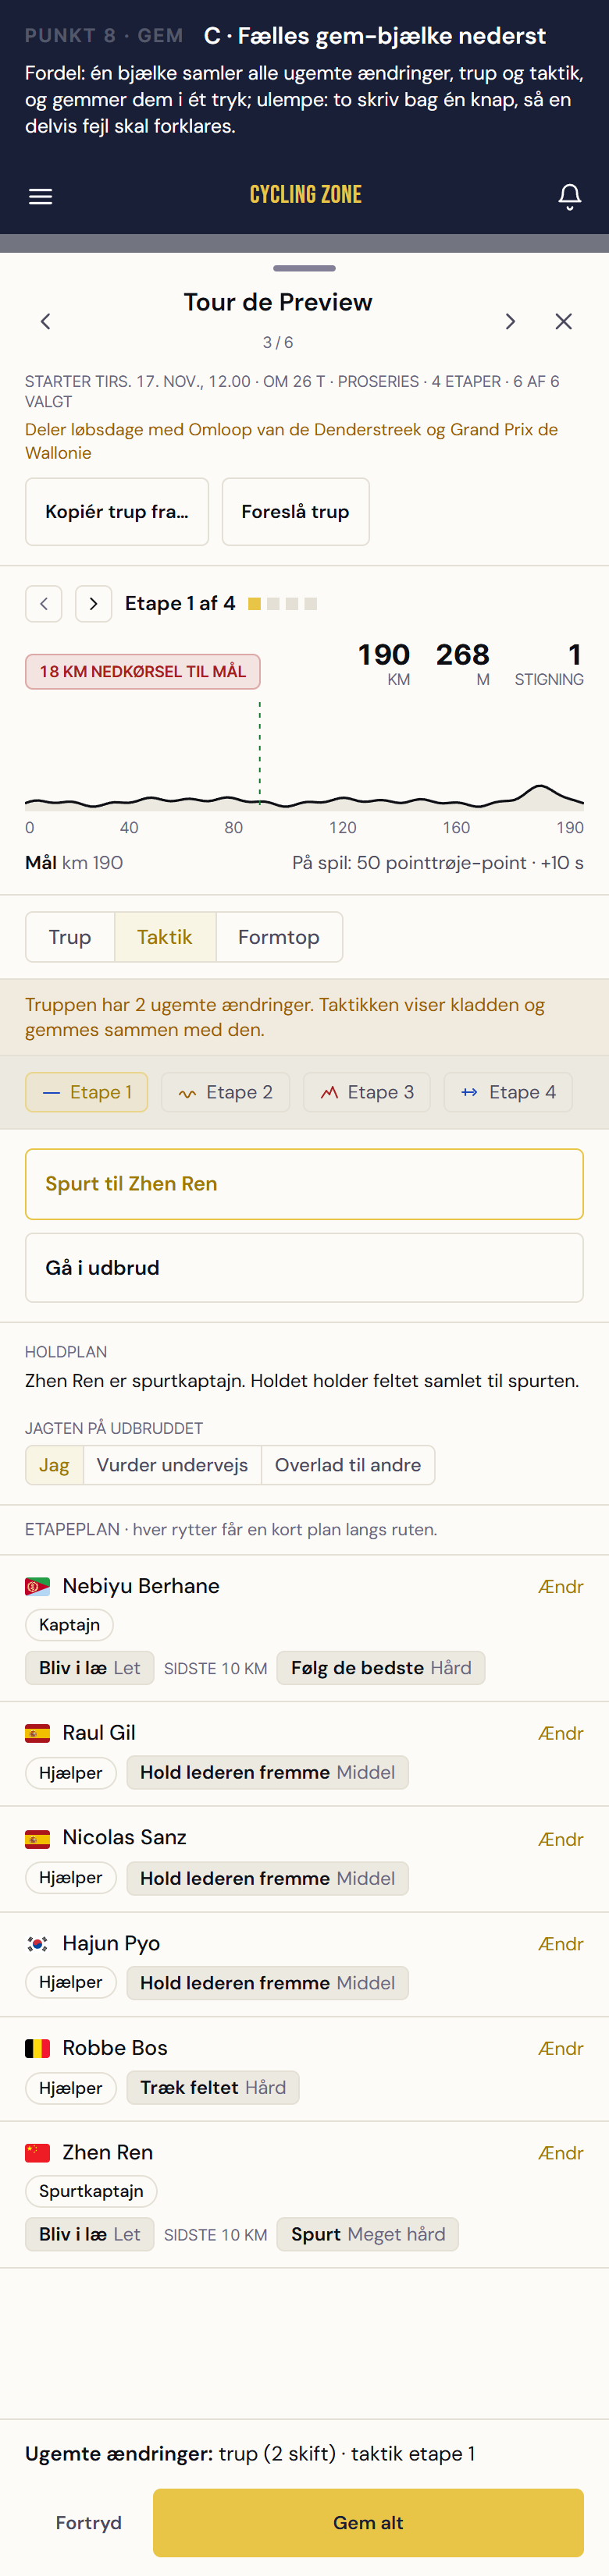 PUNKT 8 · GEM C · Fælles gem-bjælke nederst
Fordel: én bjælke samler alle ugemte ændringer, trup og taktik,
og gemmer dem i ét tryk; ulempe: to skriv bag én knap, så en
delvis fejl skal forklares.
CYCLING ZONE
Tour de Preview
3 / 6
STARTER TIRS. 17. NOV., 12.00 · OM 26 T · PROSERIES · 4 ETAPER · 6 AF 6
VALGT
Deler løbsdage med Omloop van de Denderstreek og Grand Prix de
Wallonie
Kopiér trup fra... Foreslå trup
Etape 1 af 4
18 KM NEDKØRSEL TIL MÅL 190 268 1
KM M STIGNING
0 40 80 120 160 190
Mål km 190 På spil: 50 pointtrøje-point · +10 s
Trup Taktik Formtop
Truppen har 2 ugemte ændringer. Taktikken viser kladden og
gemmes sammen med den.
Etape 1 Etape 2 Etape 3 Etape 4
Spurt til Zhen Ren
Gå i udbrud
HOLDPLAN
Zhen Ren er spurtkaptajn. Holdet holder feltet samlet til spurten.
JAGTEN PÅ UDBRUDDET
Jag Vurder undervejs Overlad til andre
ETAPEPLAN · hver rytter får en kort plan langs ruten.
Nebiyu Berhane Ændr
Kaptajn
Bliv i læ Let SIDSTE 10 KM Følg de bedste Hård
Raul Gil Ændr
Hjælper Hold lederen fremme Middel
Nicolas Sanz Ændr
Hjælper Hold lederen fremme Middel
Hajun Pyo Ændr
Hjælper Hold lederen fremme Middel
Robbe Bos Ændr
Hjælper Træk feltet Hård
Zhen Ren Ændr
Spurtkaptajn
Bliv i læ Let SIDSTE 10 KM Spurt Meget hård
Ugemte ændringer: trup (2 skift) · taktik etape 1
Fortryd Gem alt